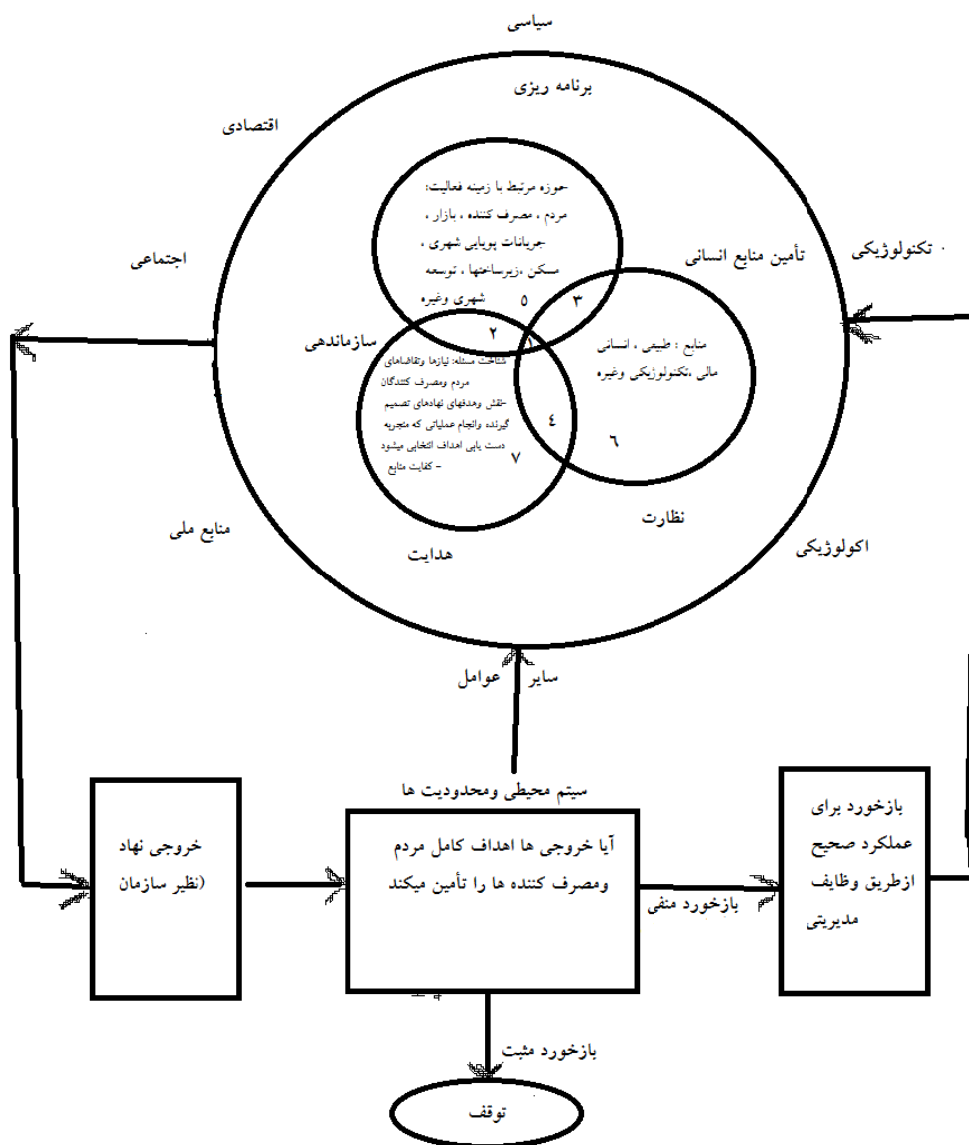 سیاسی
برنامه ریزی
اقتصادی
حوزه مرتبط با زمینه فعالیت:
مردم ، مصرف کننده ، بازار ،
جریانات پویایی شهری ،
مسکن ،زیرساختها ، توسعه
شهری وغیره
اجتماعی
تأمین منابع انسانی
تکنولوژیکی
۵
۳
۲
۱
سازماندهی
منابع : طبیعی ، انسانی
مالی ،تکنولوژیکی وغیره
شناخت مسئله: نیازها وتقاضاهای
مردم ومصرف کنندگان
-نقش وهدفهای نهادهای تصمیم
گیرنده وانجام عملیاتی که منجربه
دست یابی اهداف انتخابی میشود
- کفایت منابع
۴
۶
۷
منابع ملی
نظارت
هدایت
اکولوژیکی
سایر عوامل
سیتم محیطی ومحدودیت ها
خروجی نهاد
(نظیر سازمان
آیا خروجی ها اهداف کامل مردم
ومصرف کننده ها را تأمین میکند
بازخورد منفی
بازخورد برای
عملکرد صحیح
ازطریق وظایف
مدیریتی
بازخورد مثبت
توقف